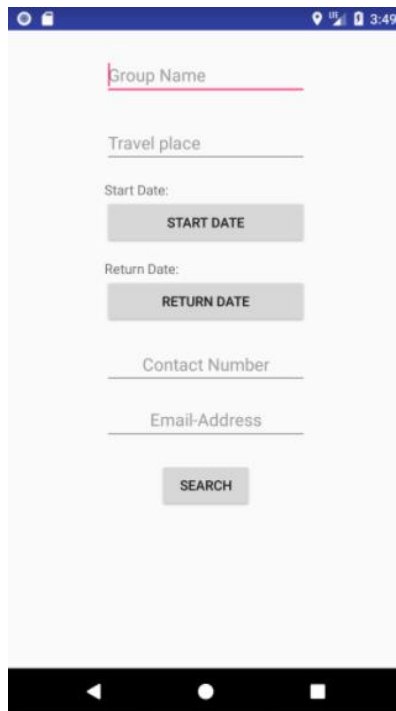 3:49
Group Name
Travel place
Start Date:
START DATE
Return Date:
RETURN DATE
Contact Number
Email-Address
SEARCH